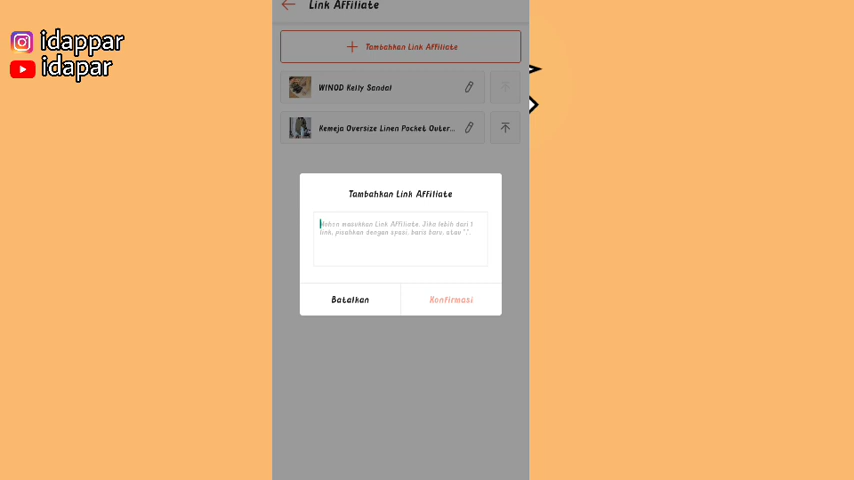 Link Affiliate
idappar
idapar
Tambahkan Link Affiliate
WINOD Kelly Sandal
Kemeja Oversize Linen Pocket Outer...
Tambahkan Link Affiliate
Mohon masukkan Link Affiliate. Jika lebih dari 1
link, pisahkan dengan spasi, baris baru, atau ","..
Batalkan
Konfirmasi